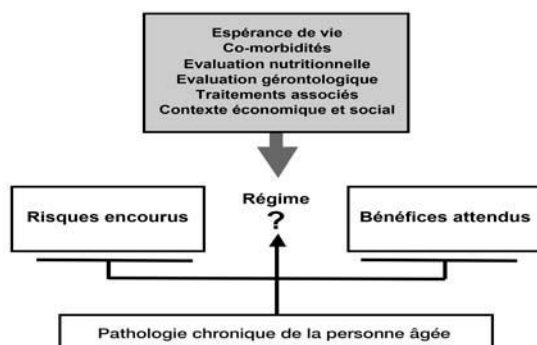 Espérance de vie
Co-morbidités
Evaluation nutritionnelle
Evaluation gérontologique
Traitements associés
Contexte économique et social
Régime
?
Risques encourus
Bénéfices attendus
Pathologie chronique de la personne âgée